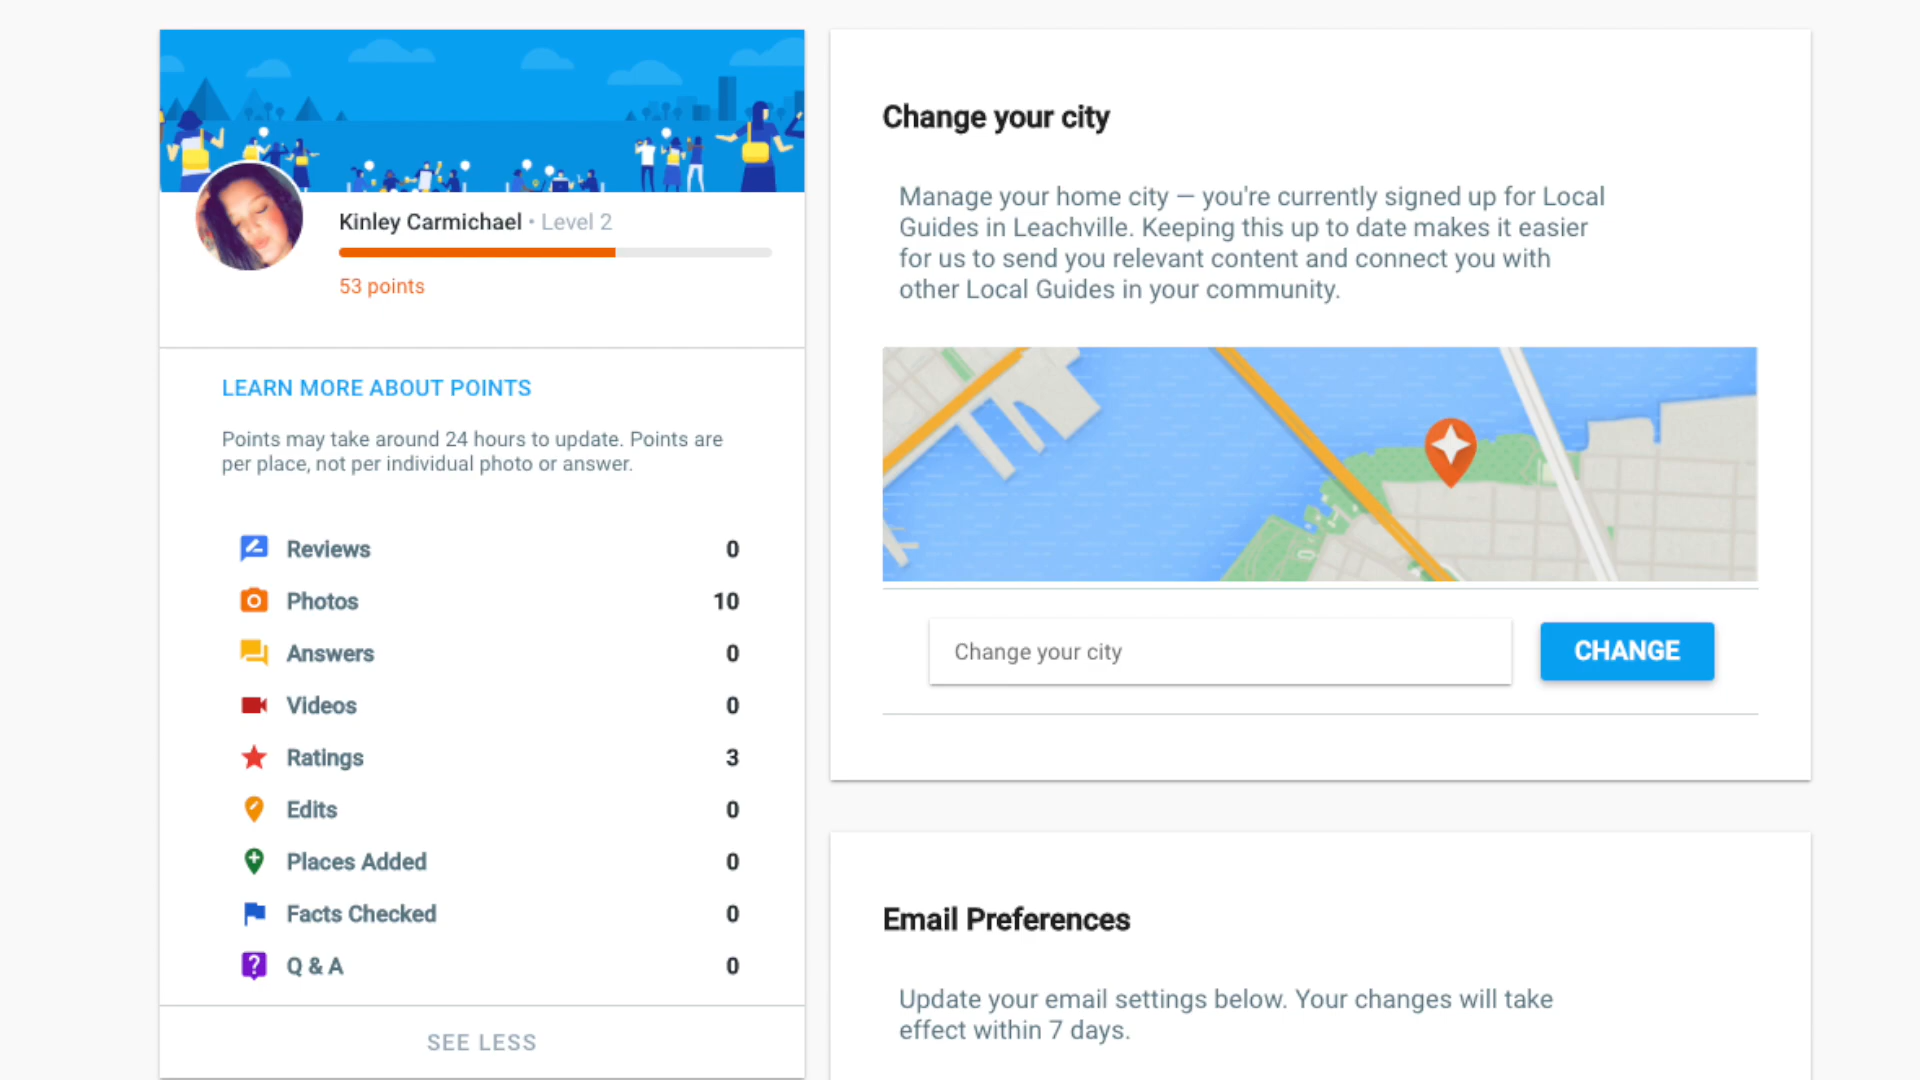 Kinley Carmichael • Level 2
53 points
LEARN MORE ABOUT POINTS
Points may take around 24 hours to update. Points are
per place, not per individual photo or answer.
Reviews 0
Photos 10
Answers 0
Videos 0
Ratings 3
Edits 0
Places Added 0
Facts Checked 0
Q & A 0
SEE LESS
Change your city
Manage your home city — you're currently signed up for Local
Guides in Leachville. Keeping this up to date makes it easier
for us to send you relevant content and connect you with
other Local Guides in your community.
Change your city
CHANGE
Email Preferences
Update your email settings below. Your changes will take
effect within 7 days.